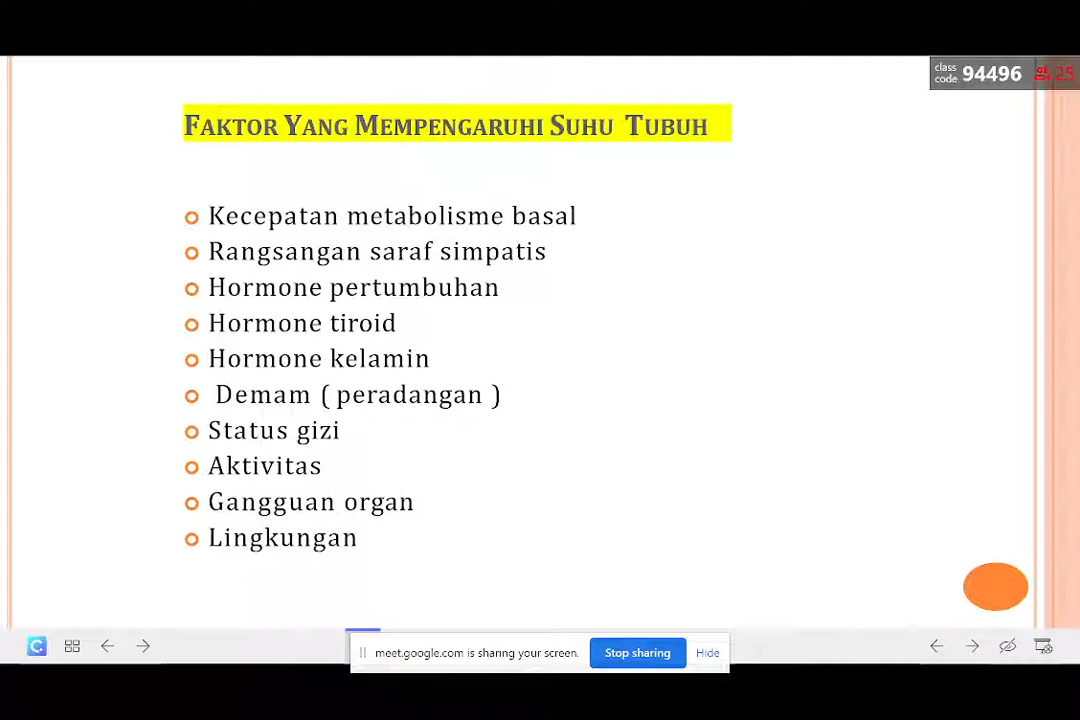 class
code 94496 25
FAKTOR YANG MEMPENGARUHI SUHU TUBUH
Kecepatan metabolisme basal
Rangsangan saraf simpatis
Hormone pertumbuhan
Hormone tiroid
Hormone kelamin
Demam ( peradangan )
Status gizi
Aktivitas
Gangguan organ
Lingkungan
meet.google.com is sharing your screen. Stop sharing Hide